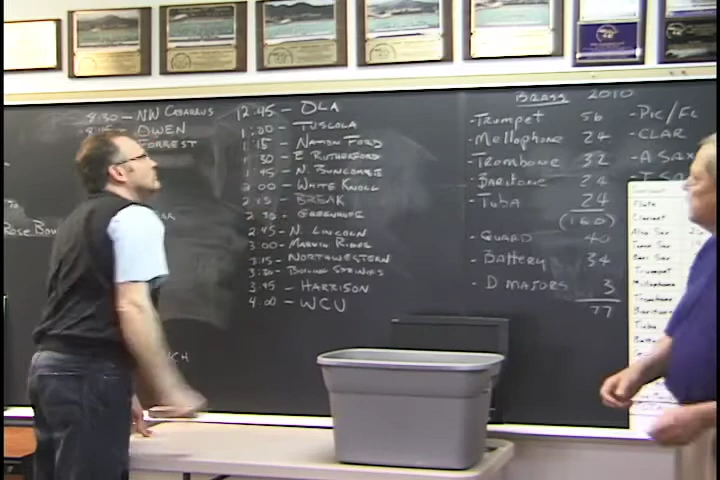 8:30 - NW CABARRUS
8:45 - OWEN
FORREST
Rose Bow
12:45 - OLA
1:00 - TUSCOLA
1:15 - NATION FORD
1:30 - E. RUTHERFORD
1:45 - N. BUNCOMBE
2:00 - WHITE KNOLL
2:15 - BREAK
2:30 - GREENBRIER
2:45 - N. LINCOLN
3:00 - MARVIN RIDGE
3:15 - NORTHWESTERN
3:30 - BOILING SPRINGS
3:45 - HARRISON
4:00 - WCU
BRASS 2010
- Trumpet 56
- Mellophone 24
- Trombone 32
- Baritone 24
- Tuba 24
(160)
- GUARD 40
- BATTERY 34
- D MAJORS 3
77
- PIC/FL
- CLAR
- A SAX
Flute
Clarinet
Alto Sax
Tenor Sax
Bari Sax
Trumpet
Mellophone
Trombone
Baritone
Tuba